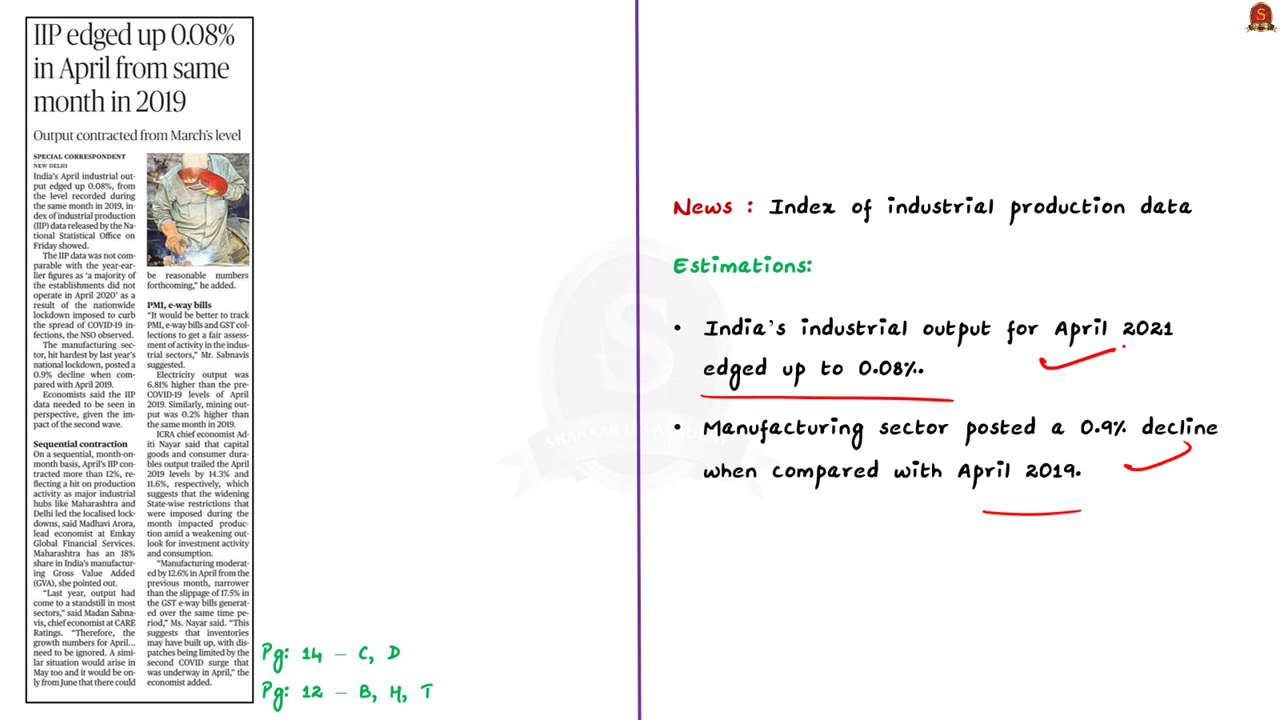 IIP edged up 0.08%
in April from same
month in 2019
Output contracted from March's level
SPECIAL CORRESPONDENT
NEW DELHI
India's April industrial out-
put edged up 0.08%, from
the level recorded during
the same month in 2019, in-
dex of industrial production
(IIP) data released by the Na-
tional Statistical Office on
Friday showed.
The IIP data was not com-
parable with the year-ear-
lier figures as 'a majority of
the establishments did not
operate in April 2020' as a
result of the nationwide
lockdown imposed to curb
the spread of COVID-19 in-
fections, the NSO observed.
The manufacturing sec-
tor, hit hardest by last year's
national lockdown, posted a
0.9% decline when com-
pared with April 2019.
Economists said the IIP
data needed to be seen in
perspective, given the im-
pact of the second wave.
Sequential contraction
On a sequential, month-on-
month basis, April's IIP con-
tracted more than 12%, re-
flecting a hit on production
activity as major industrial
hubs like Maharashtra and
Delhi led the localised lock-
downs, said Madhavi Arora,
lead economist at Emkay
Global Financial Services.
Maharashtra has an 18%
share in India's manufactur-
ing Gross Value Added
(GVA), she pointed out.
"Last year, output had
come to a standstill in most
sectors," said Madan Sabna-
vis, chief economist at CARE
Ratings. "Therefore, the
growth numbers for April...
need to be ignored. A simi-
lar situation would arise in
May too and it would be on-
ly from June that there could
be reasonable numbers
forthcoming," he added.
PMI, e-way bills
"It would be better to track
PMI, e-way bills and GST col-
lections to get a fair assess-
ment of activity in the indus-
trial sectors," Mr. Sabnavis
suggested.
Electricity output was
6.81% higher than the pre-
COVID-19 levels of April
2019. Similarly, mining out-
put was 0.2% higher than
the same month in 2019.
ICRA chief economist Ad-
iti Nayar said that capital
goods and consumer dura-
bles output trailed the April
2019 levels by 14.3% and
11.6%, respectively, which
suggests that the widening
State-wise restrictions that
were imposed during the
month impacted produc-
tion amid a weakening out-
look for investment activity
and consumption.
"Manufacturing moderat-
ed by 12.6% in April from the
previous month, narrower
than the slippage of 17.5% in
the GST e-way bills generat-
ed over the same time pe-
riod," Ms. Nayar said. "This
suggests that inventories
may have built up, with dis-
patches being limited by the
second COVID surge that
was underway in April," the
economist added.
Pg: 14 – C, D
Pg: 12 – B, H, T
News : Index of industrial production data
Estimations:
• India's industrial output for April 2021
edged up to 0.08%.
• Manufacturing sector posted a 0.9% decline
when compared with April 2019.
S
SHANKAR IAS ACADEMY